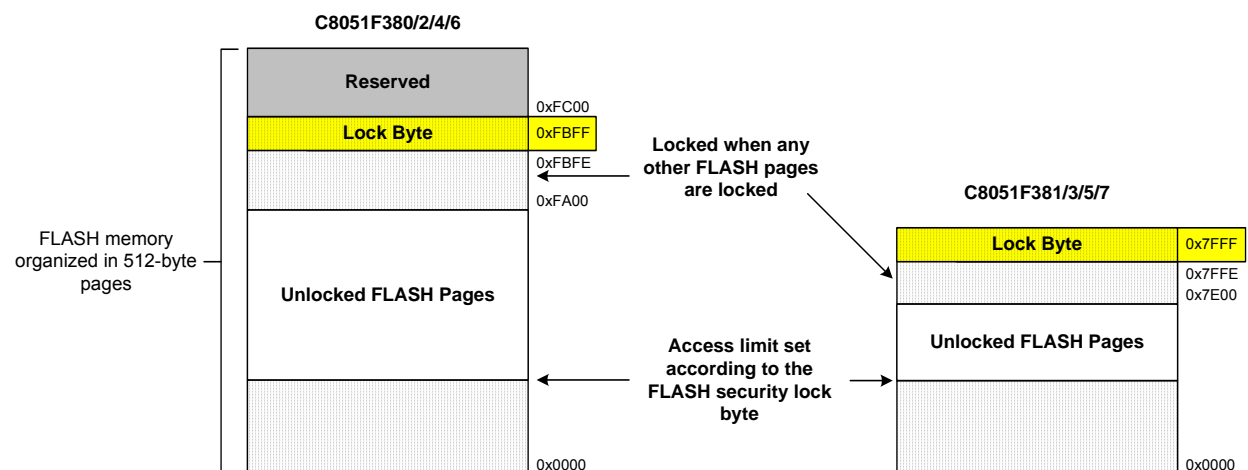 C8051F380/2/4/6
Reserved
0xFC00
Lock Byte
0xFBFF
0xFBFE
0xFA00
Locked when any
other FLASH pages
are locked
C8051F381/3/5/7
Lock Byte
0x7FFF
0x7FFE
0x7E00
FLASH memory
organized in 512-byte
pages
Unlocked FLASH Pages
Unlocked FLASH Pages
Access limit set
according to the
FLASH security lock
byte
0x0000
0x0000